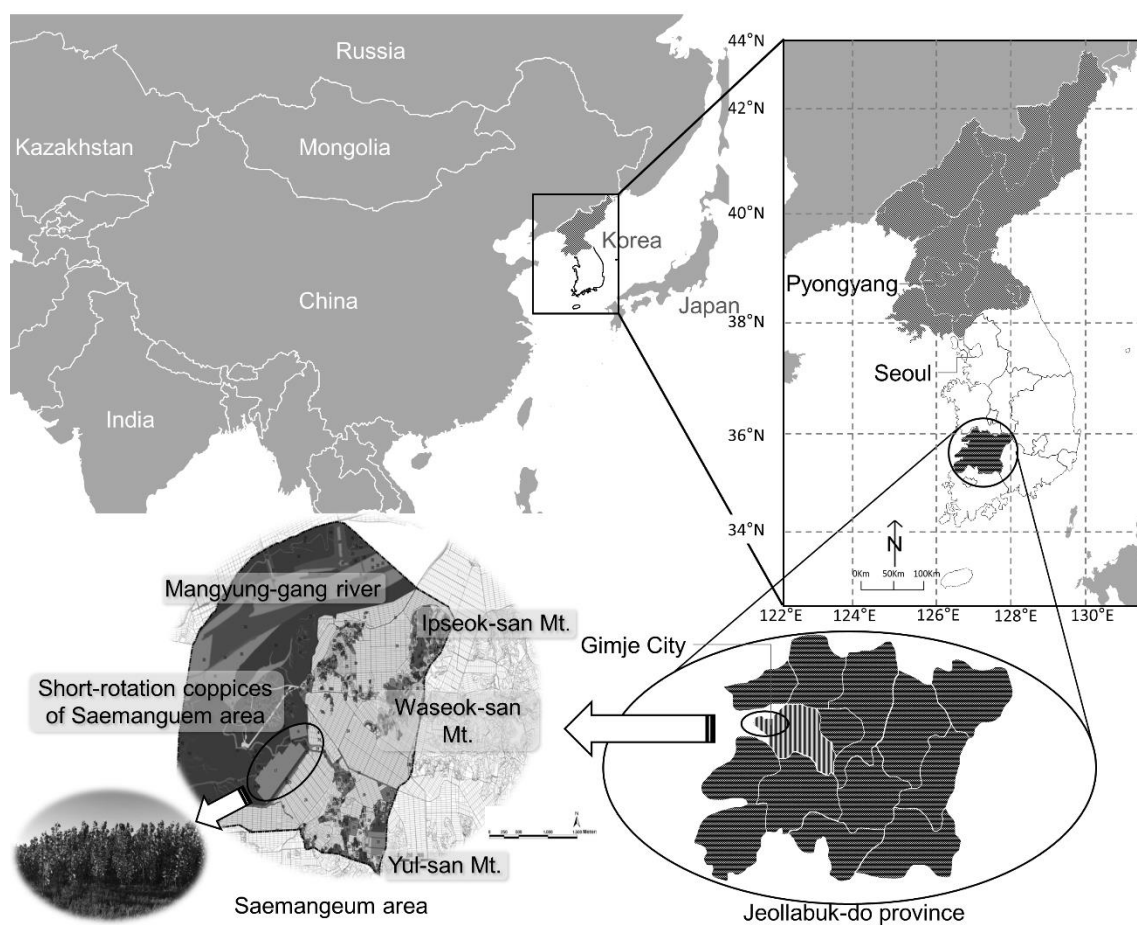 Russia
Kazakhstan
Mongolia
Korea
China
Japan
India
44°N
42°N
40°N
38°N
36°N
34°N
Pyongyang
Seoul
N
0Km 50Km 100Km
122°E 124°E 126°E 128°E 130°E
Mangyung-gang river
Ipseok-san Mt.
Short-rotation coppices
of Saemanguem area
Waseok-san
Mt.
Yul-san Mt.
Saemangeum area
Gimje City
Jeollabuk-do province